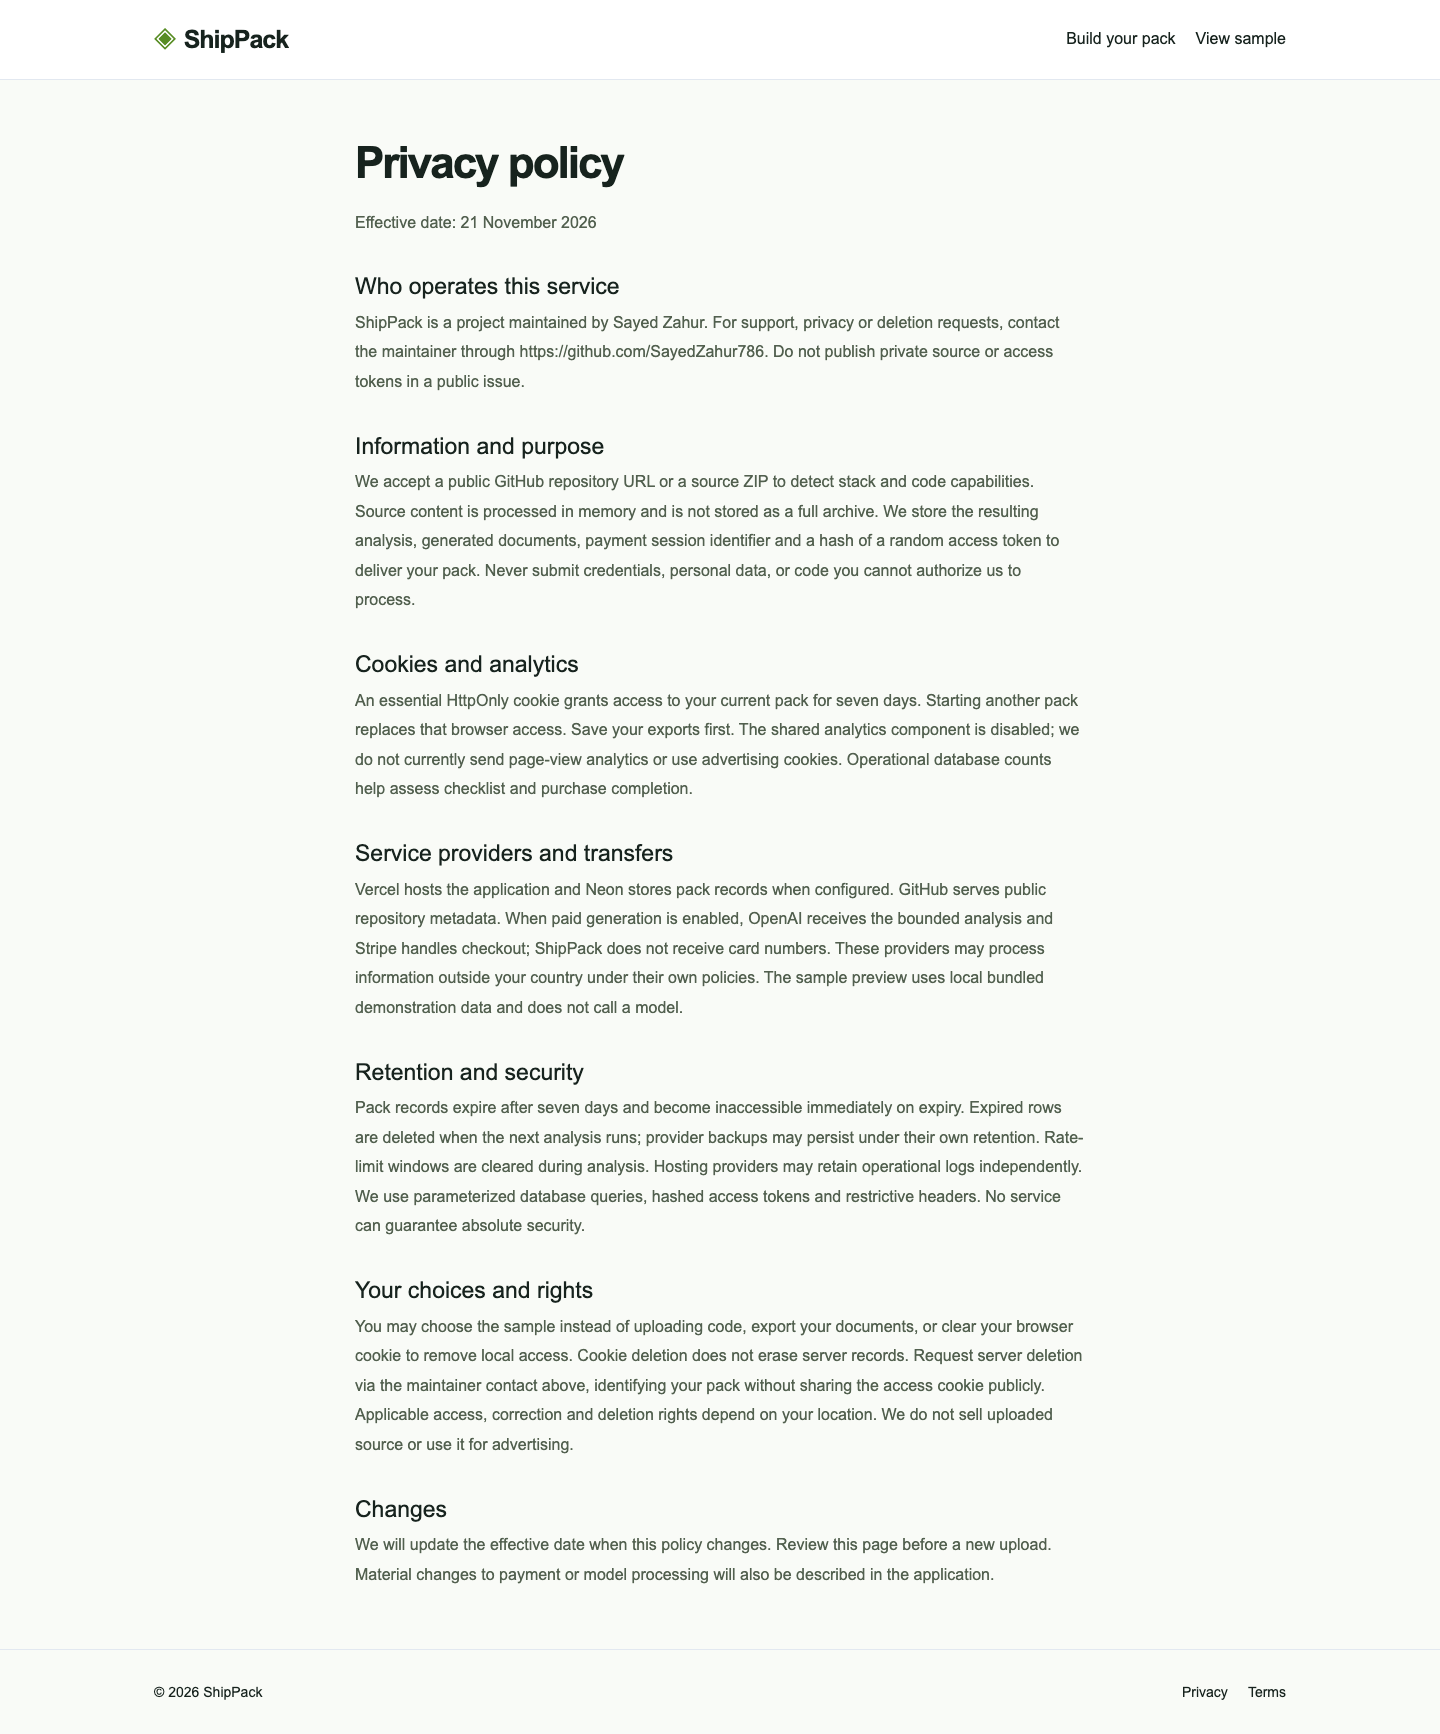 ShipPack
Build your pack
View sample
Privacy policy
Effective date: 21 November 2026
Who operates this service
ShipPack is a project maintained by Sayed Zahur. For support, privacy or deletion requests, contact
the maintainer through https://github.com/SayedZahur786. Do not publish private source or access
tokens in a public issue.
Information and purpose
We accept a public GitHub repository URL or a source ZIP to detect stack and code capabilities.
Source content is processed in memory and is not stored as a full archive. We store the resulting
analysis, generated documents, payment session identifier and a hash of a random access token to
deliver your pack. Never submit credentials, personal data, or code you cannot authorize us to
process.
Cookies and analytics
An essential HttpOnly cookie grants access to your current pack for seven days. Starting another pack
replaces that browser access. Save your exports first. The shared analytics component is disabled; we
do not currently send page-view analytics or use advertising cookies. Operational database counts
help assess checklist and purchase completion.
Service providers and transfers
Vercel hosts the application and Neon stores pack records when configured. GitHub serves public
repository metadata. When paid generation is enabled, OpenAI receives the bounded analysis and
Stripe handles checkout; ShipPack does not receive card numbers. These providers may process
information outside your country under their own policies. The sample preview uses local bundled
demonstration data and does not call a model.
Retention and security
Pack records expire after seven days and become inaccessible immediately on expiry. Expired rows
are deleted when the next analysis runs; provider backups may persist under their own retention. Rate-
limit windows are cleared during analysis. Hosting providers may retain operational logs independently.
We use parameterized database queries, hashed access tokens and restrictive headers. No service
can guarantee absolute security.
Your choices and rights
You may choose the sample instead of uploading code, export your documents, or clear your browser
cookie to remove local access. Cookie deletion does not erase server records. Request server deletion
via the maintainer contact above, identifying your pack without sharing the access cookie publicly.
Applicable access, correction and deletion rights depend on your location. We do not sell uploaded
source or use it for advertising.
Changes
We will update the effective date when this policy changes. Review this page before a new upload.
Material changes to payment or model processing will also be described in the application.
© 2026 ShipPack
Privacy
Terms